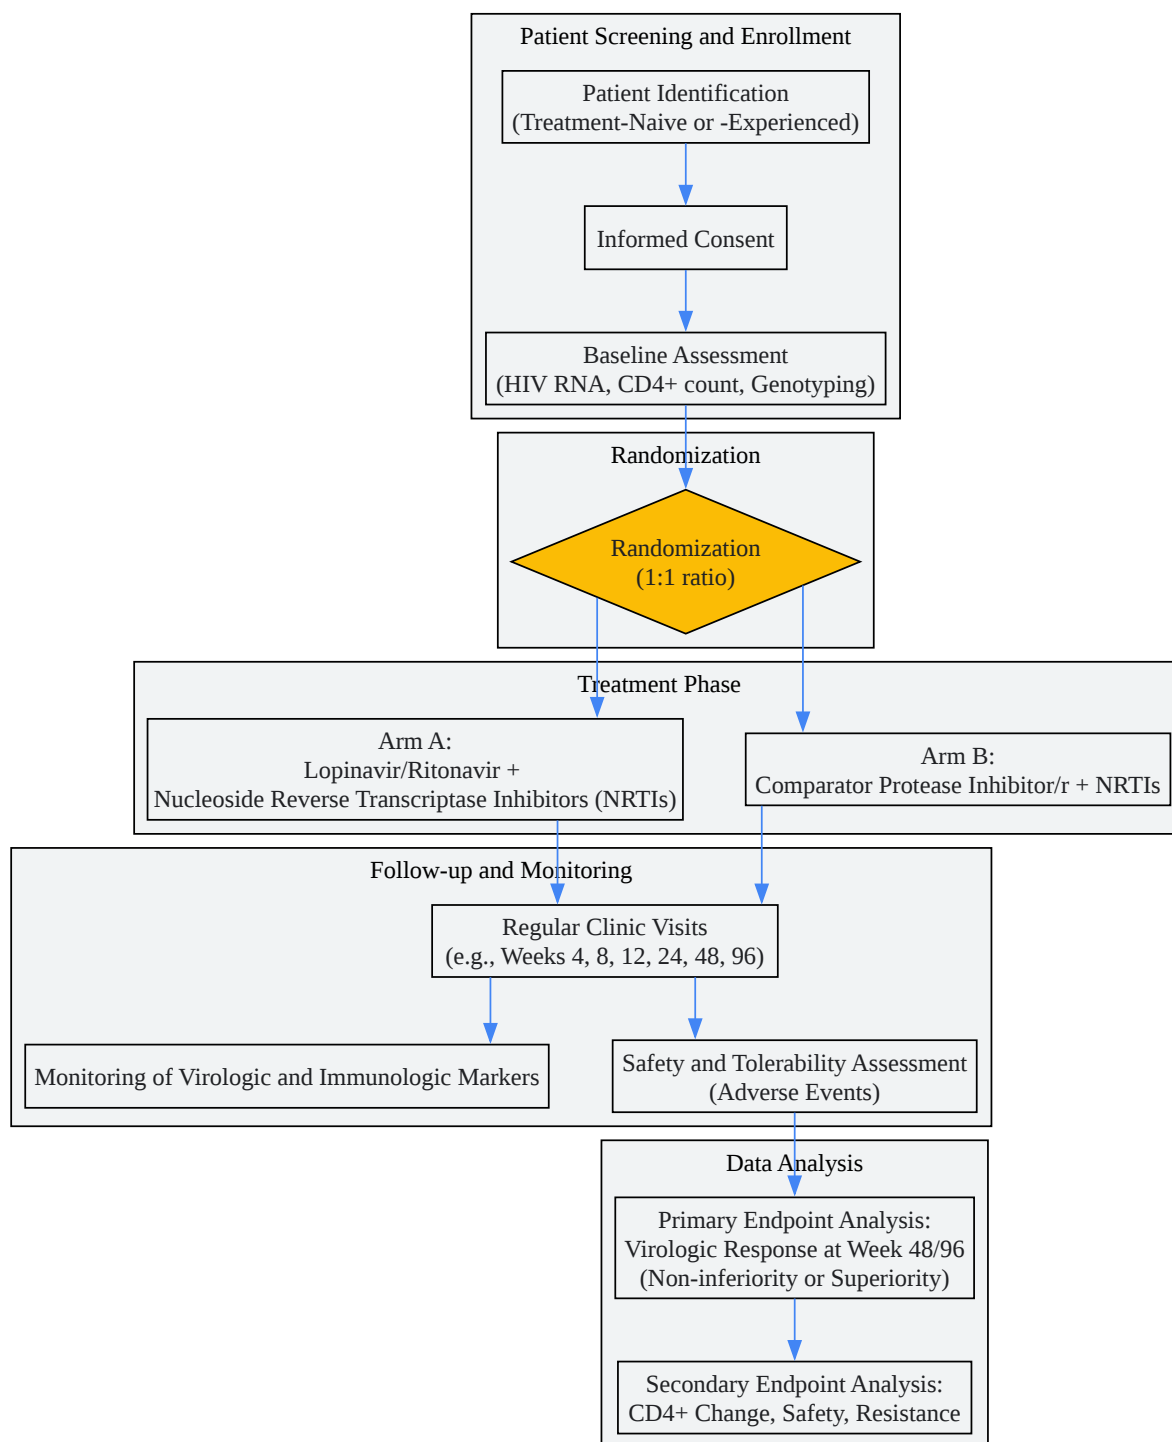 Patient Screening and Enrollment
Patient Identification
(Treatment-Naive or -Experienced)
Informed Consent
Baseline Assessment
(HIV RNA, CD4+ count, Genotyping)
Randomization
Randomization
(1:1 ratio)
Treatment Phase
Arm A:
Lopinavir/Ritonavir +
Nucleoside Reverse Transcriptase Inhibitors (NRTIs)
Arm B:
Comparator Protease Inhibitor/r + NRTIs
Follow-up and Monitoring
Regular Clinic Visits
(e.g., Weeks 4, 8, 12, 24, 48, 96)
Monitoring of Virologic and Immunologic Markers
Safety and Tolerability Assessment
(Adverse Events)
Data Analysis
Primary Endpoint Analysis:
Virologic Response at Week 48/96
(Non-inferiority or Superiority)
Secondary Endpoint Analysis:
CD4+ Change, Safety, Resistance